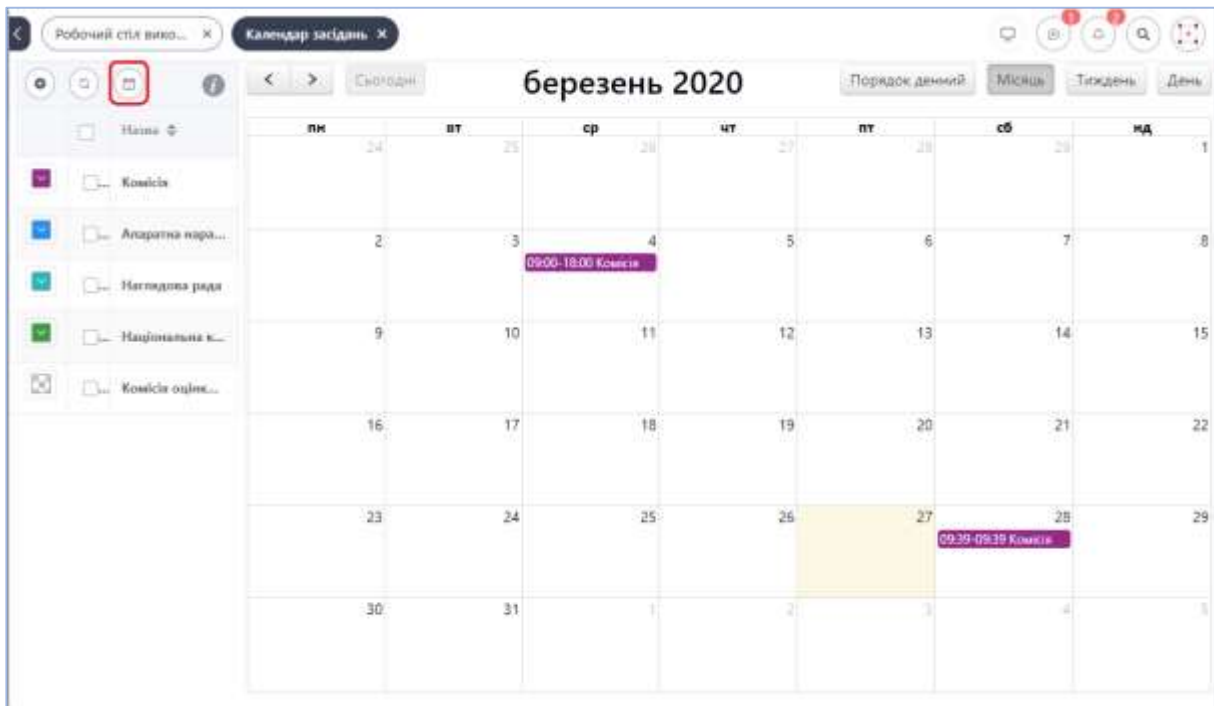 Робочий стіл вико... ×
Календар засідань ×
1
2
Сьогодні
березень 2020
Порядок денний
Місяць
Тиждень
День
Назва
Комісія
Апаратна нара...
Наглядова рада
Національна к...
Комісія оцінк...
пн вт ср чт пт сб нд
24 25 26 27 28 29 1
2 3 4 5 6 7 8
09:00-18:00 Комісія
9 10 11 12 13 14 15
16 17 18 19 20 21 22
23 24 25 26 27 28 29
09:39-09:39 Комісія
30 31 1 2 3 4 5